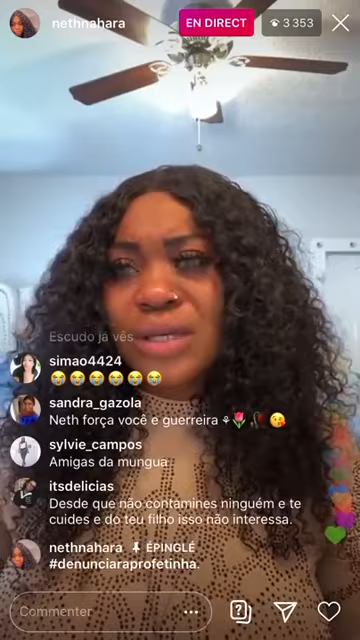 nethnahara
EN DIRECT
3 353
Escudo já vês
simao4424
😭😭😭😭😭😭
sandra_gazola
Neth força você e guerreira ⚘🌷🥀😘
sylvie_campos
Amigas da mungua
itsdelicias
Desde que não contamines ninguém e te
cuides e do teu filho isso não interessa.
nethnahara 📌 ÉPINGLÉ
#denunciaraprofetinha.
Commenter